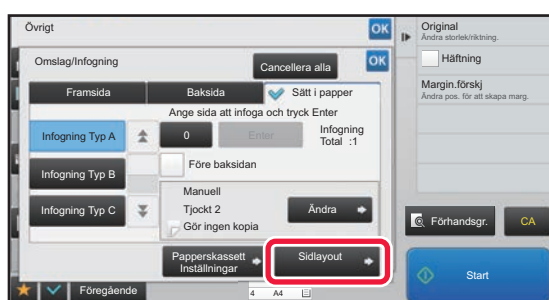 Övrigt
OK
Omslag/Infogning
Cancellera alla
OK
Framsida
Baksida
Sätt i papper
Ange sida att infoga och tryck Enter
Infogning Typ A
0
Enter
Infogning
Total :1
Före baksidan
Infogning Typ B
Manuell
Infogning Typ C
Tjockt 2
Ändra
Gör ingen kopia
Papperskassett
Inställningar
Sidlayout
Föregående
4 A4
Original
Ändra storlek/riktning.
Häftning
Margin.förskj
Ändra pos. för att skapa marg.
Förhandsgr.
CA
Start